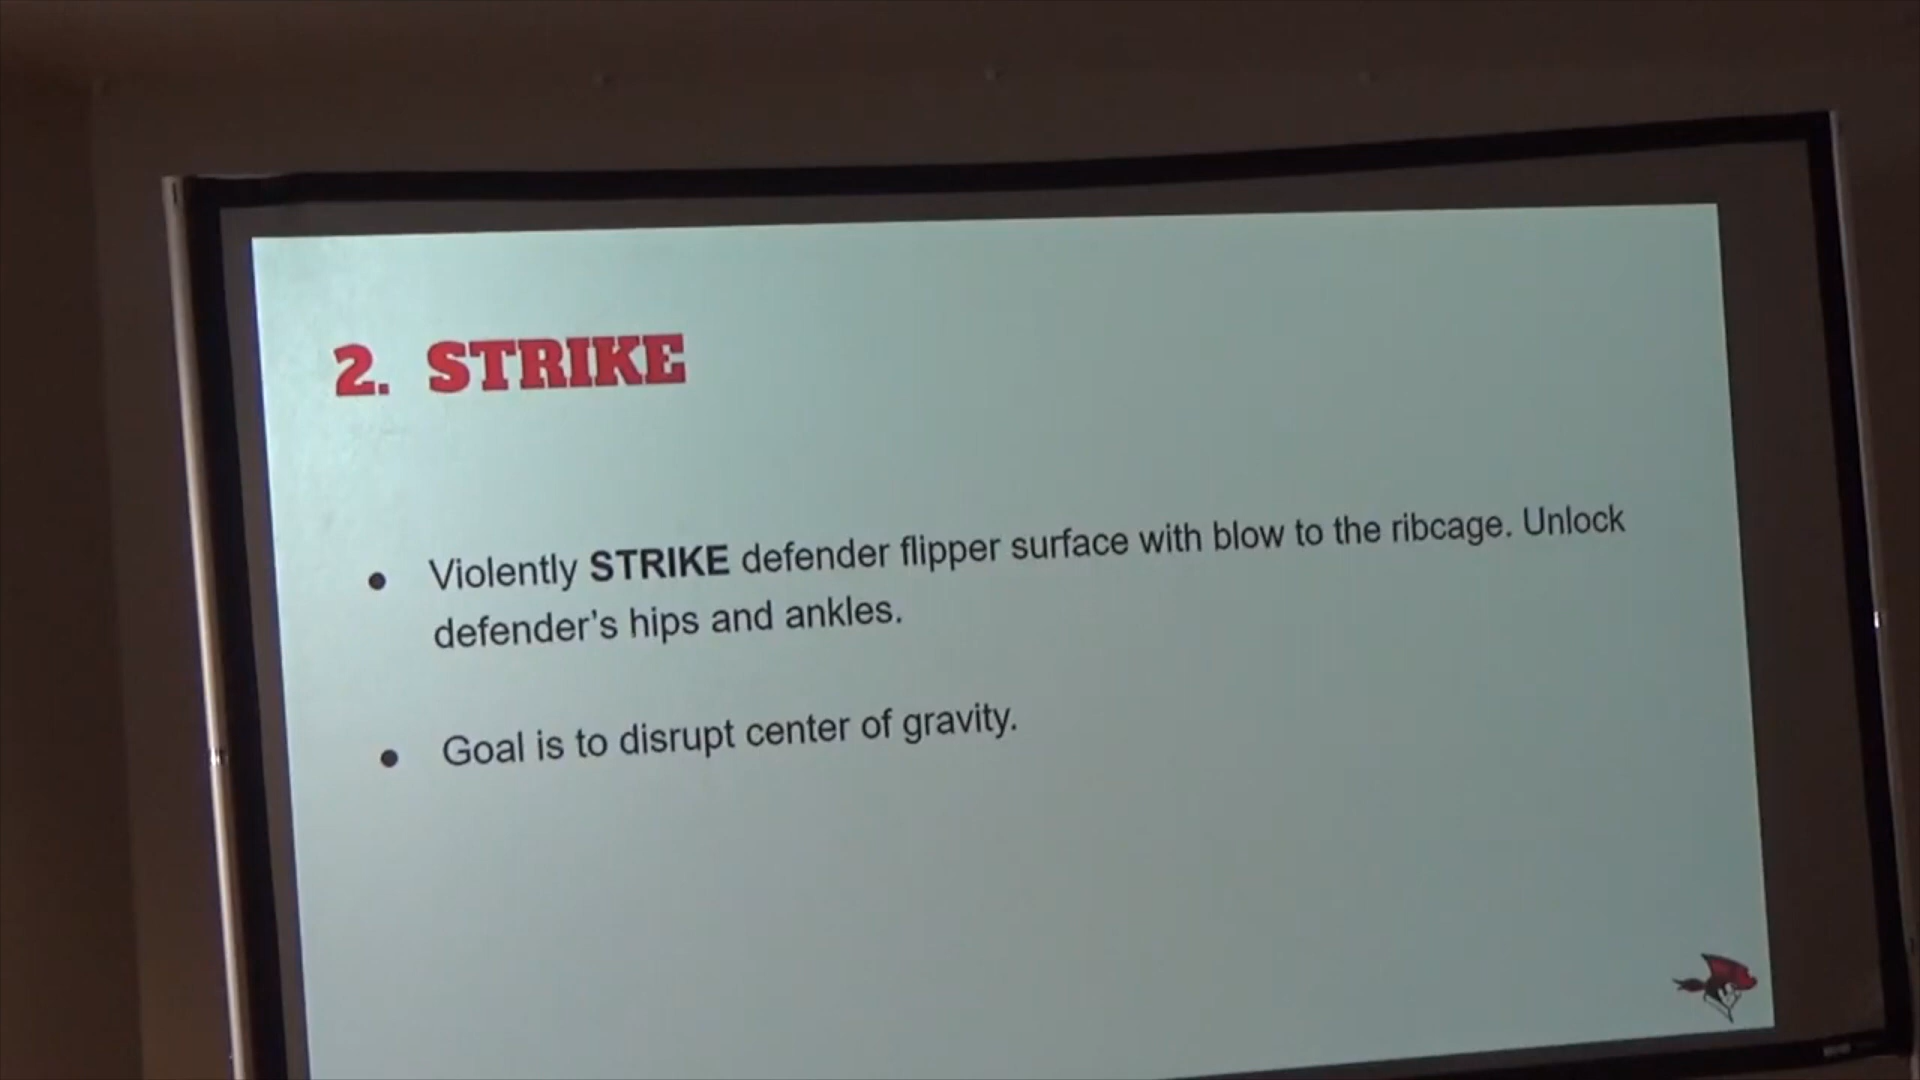 2. STRIKE
● Violently STRIKE defender flipper surface with blow to the ribcage. Unlock
defender's hips and ankles.
● Goal is to disrupt center of gravity.